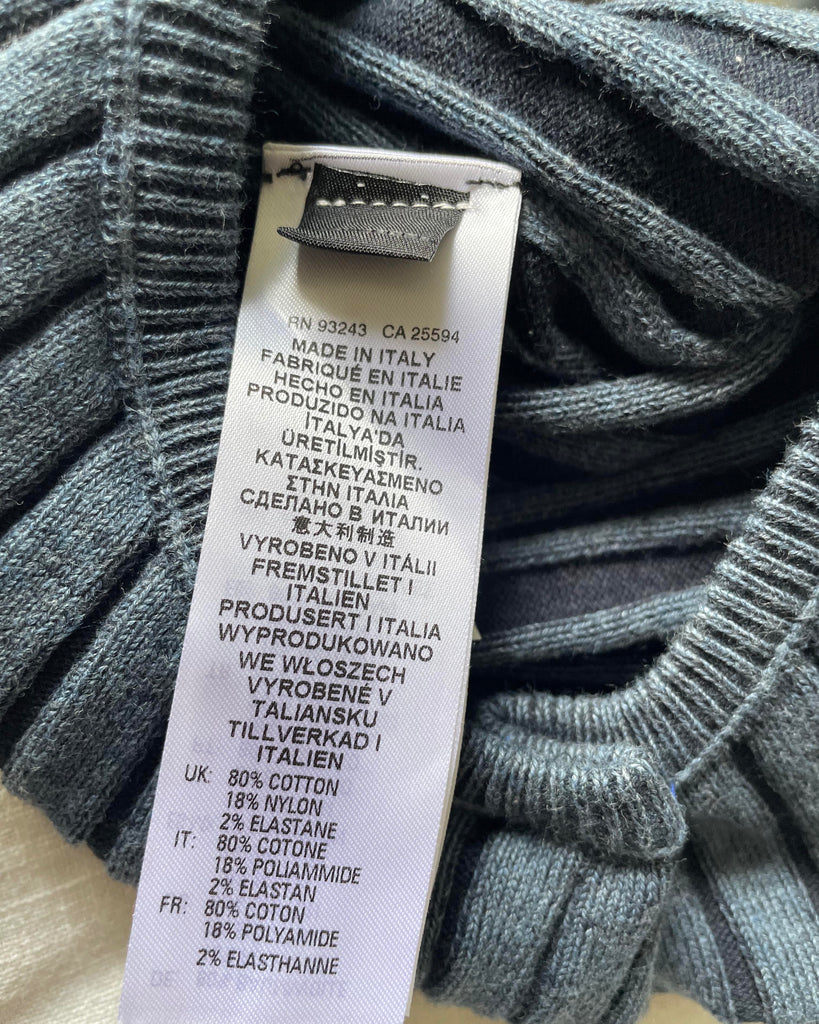 RN 93243 CA 25594
MADE IN ITALY
FABRIQUÉ EN ITALIE
HECHO EN ITALIA
PRODUZIDO NA ITALIA
İTALYA'DA
ÜRETİLMİŞTİR.
ΚΑΤΑΣΚΕΥΑΣΜΕΝΟ
ΣΤΗΝ ΙΤΑΛΙΑ
СДЕЛАНО В ИТАЛИИ
意大利制造
VYROBENO V ITÁLII
FREMSTILLET I
ITALIEN
PRODUSERT I ITALIA
WYPRODUKOWANO
WE WŁOSZECH
VYROBENÉ V
TALIANSKU
TILLVERKAD I
ITALIEN
UK: 80% COTTON
18% NYLON
2% ELASTANE
IT: 80% COTONE
18% POLIAMMIDE
2% ELASTAN
FR: 80% COTON
18% POLYAMIDE
2% ELASTHANNE